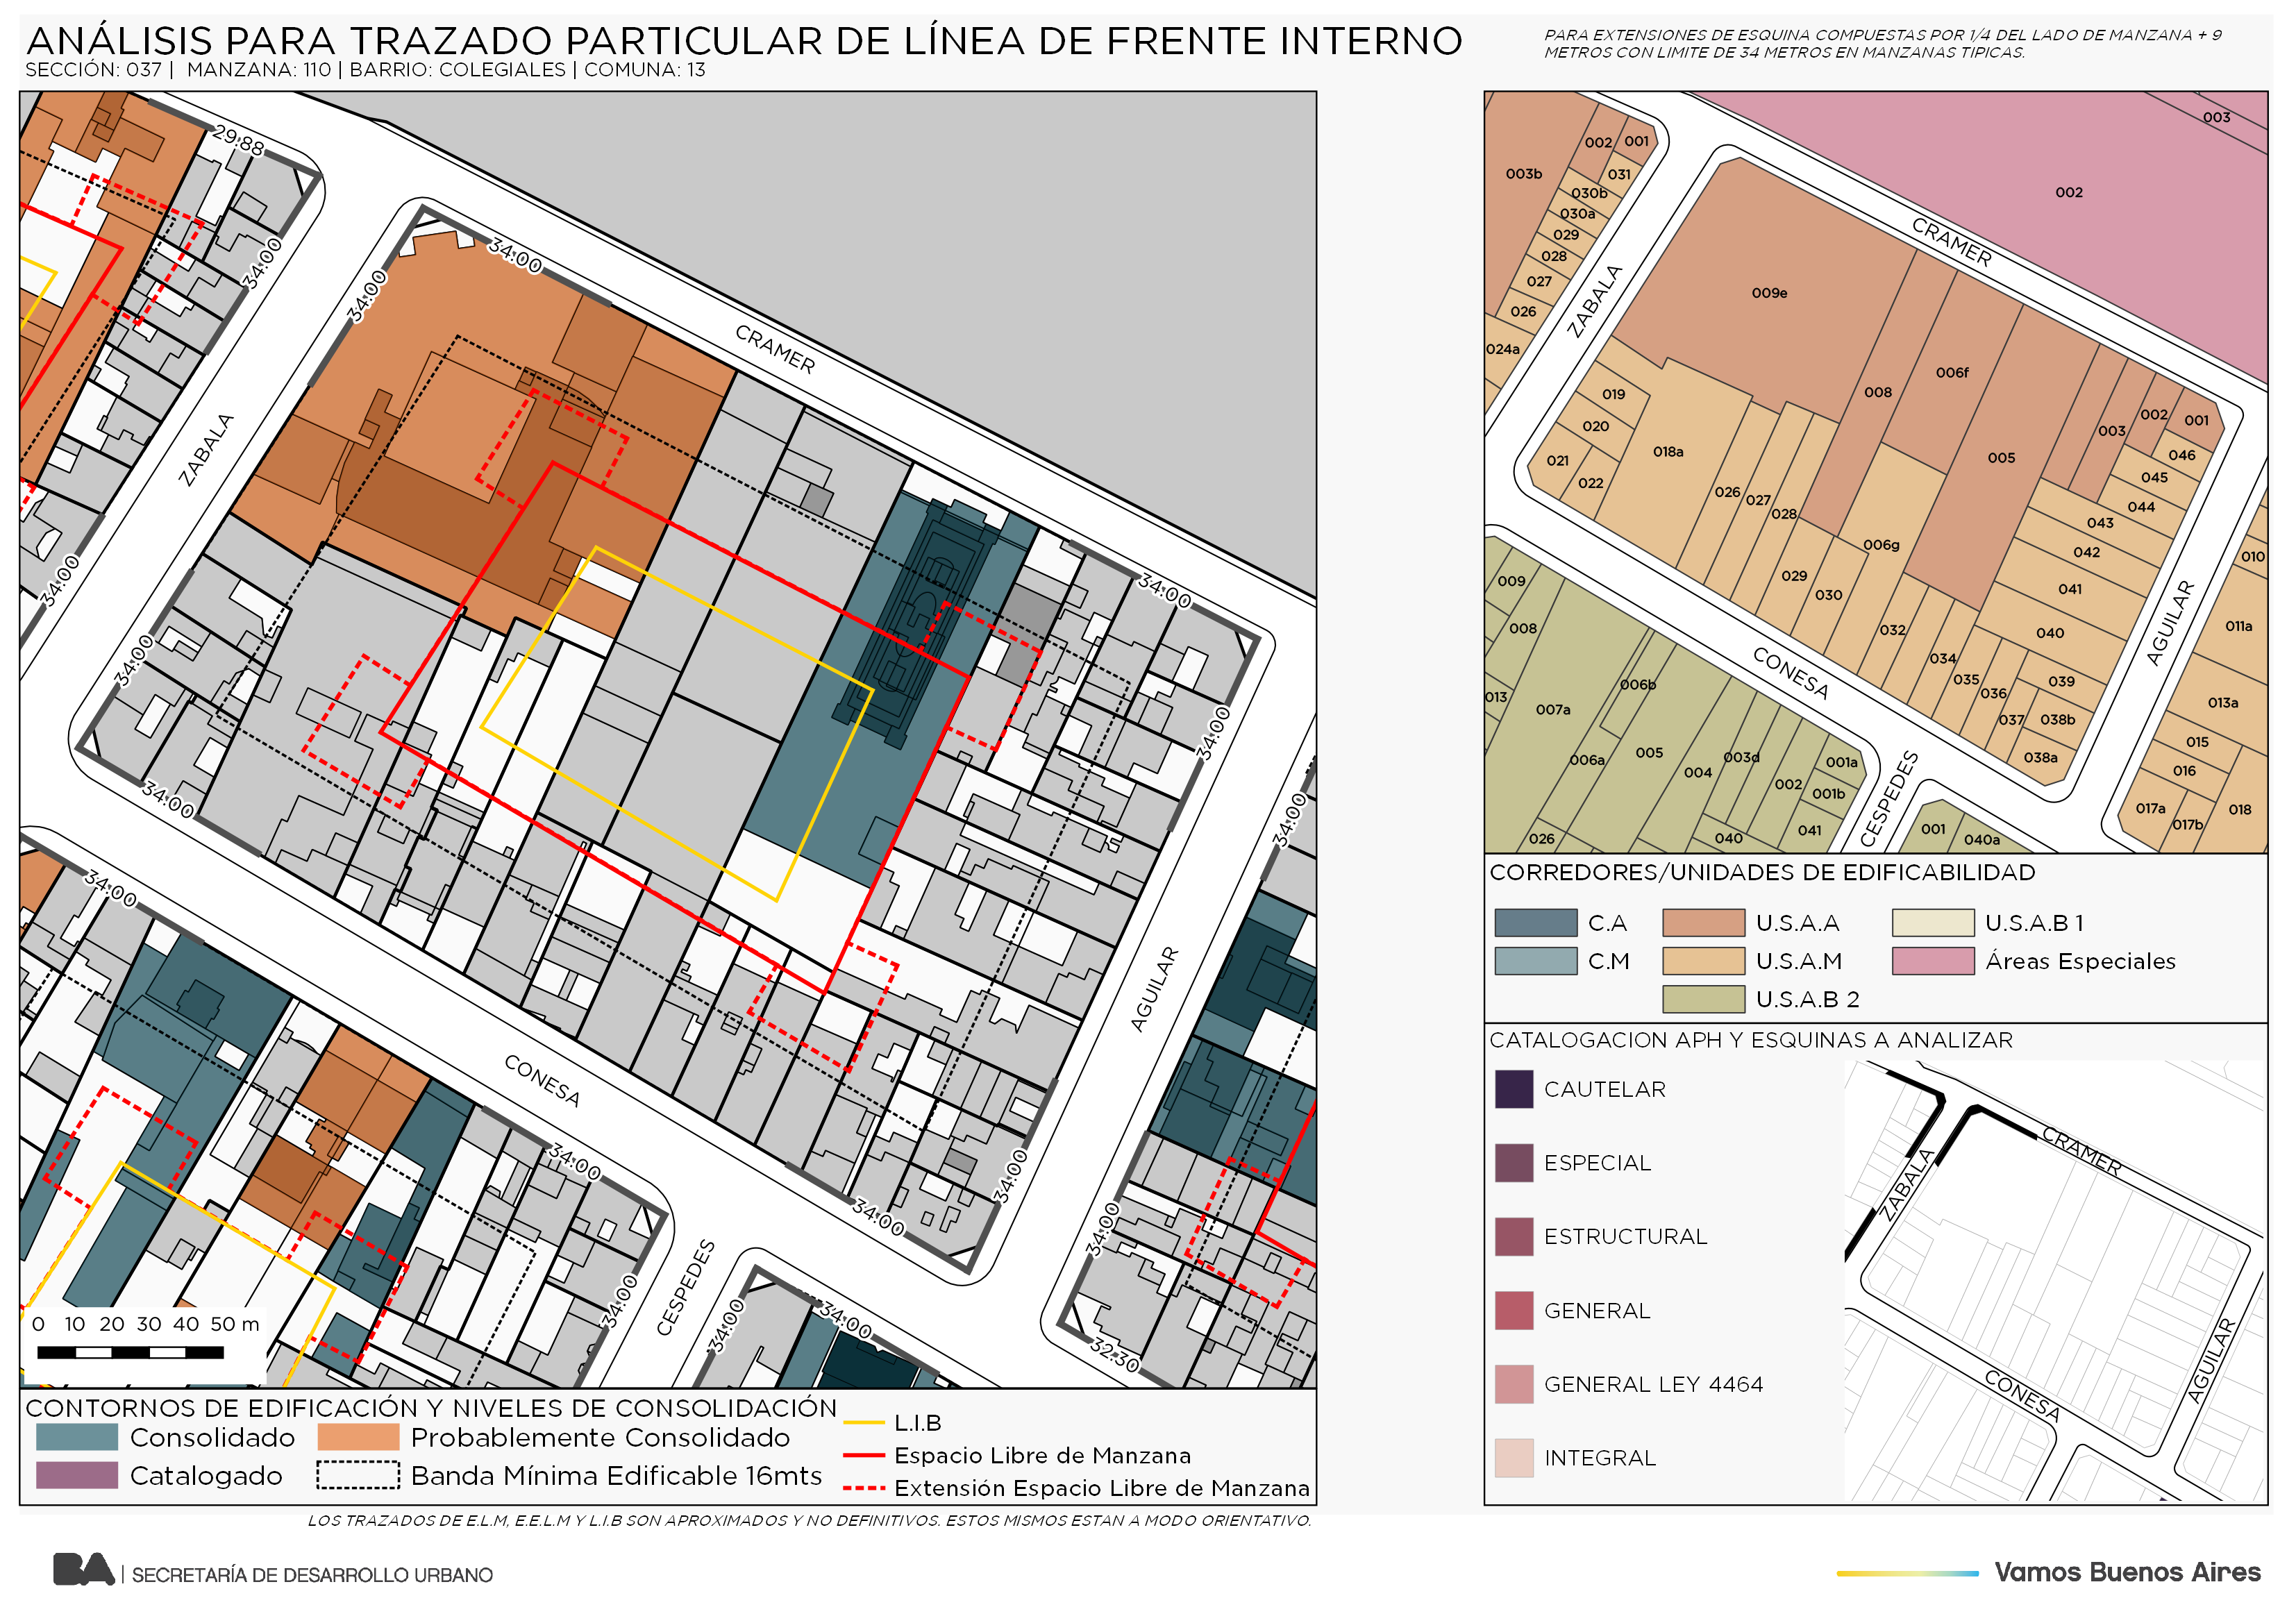 ANÁLISIS PARA TRAZADO PARTICULAR DE LÍNEA DE FRENTE INTERNO
SECCIÓN: 037 | MANZANA: 110 | BARRIO: COLEGIALES | COMUNA: 13
PARA EXTENSIONES DE ESQUINA COMPUESTAS POR 1/4 DEL LADO DE MANZANA + 9
METROS CON LIMITE DE 34 METROS EN MANZANAS TIPICAS.
29.88
34:00
34:00
34:00
CRAMER
ZABALA
34:00
34:00
34:00
34:00
34:00
34:00
34:00
AGUILAR
CONESA
34:00
34:00
34:00
34:00
34:00
CESPEDES
34:00
34:00
34:00
32.30
0 10 20 30 40 50 m
CONTORNOS DE EDIFICACIÓN Y NIVELES DE CONSOLIDACIÓN
Consolidado
Probablemente Consolidado
Catalogado
Banda Mínima Edificable 16mts
L.I.B
Espacio Libre de Manzana
Extensión Espacio Libre de Manzana
LOS TRAZADOS DE E.L.M, E.E.L.M Y L.I.B SON APROXIMADOS Y NO DEFINITIVOS. ESTOS MISMOS ESTAN A MODO ORIENTATIVO.
003
002
002
001
003b
031
030b
030a
029
028
027
026
024a
CRAMER
ZABALA
009e
008
006f
005
003
002
001
046
045
044
043
042
041
040
039
038b
038a
037
036
035
034
032
030
029
006g
028
027
026
018a
019
020
021
022
010
011a
013a
015
016
017a
017b
018
AGUILAR
CONESA
CESPEDES
009
008
013
007a
006b
006a
005
004
003d
002
001a
001b
041
040
026
001
040a
CORREDORES/UNIDADES DE EDIFICABILIDAD
C.A
U.S.A.A
U.S.A.B 1
C.M
U.S.A.M
Áreas Especiales
U.S.A.B 2
CATALOGACION APH Y ESQUINAS A ANALIZAR
CAUTELAR
ESPECIAL
ESTRUCTURAL
GENERAL
GENERAL LEY 4464
INTEGRAL
CRAMER
ZABALA
AGUILAR
CONESA
BA | SECRETARÍA DE DESARROLLO URBANO
Vamos Buenos Aires